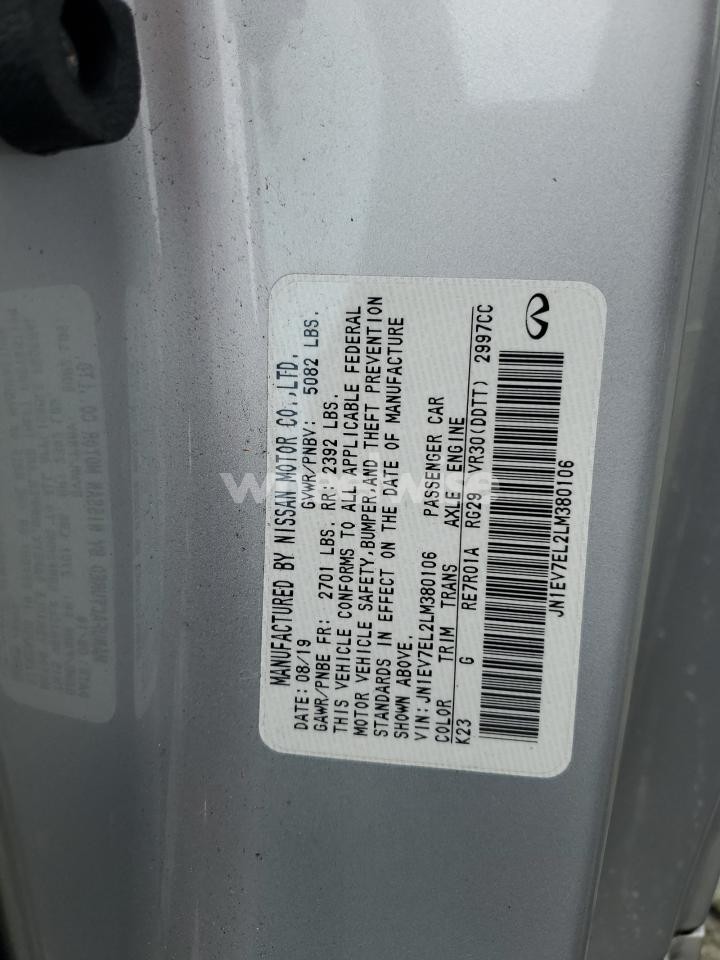 MANUFACTURED BY NISSAN MOTOR CO.,LTD.
DATE: 08/19 GVWR/PNBV: 5082 LBS.
GAWR/PNBE FR: 2701 LBS. RR: 2392 LBS.
THIS VEHICLE CONFORMS TO ALL APPLICABLE FEDERAL
MOTOR VEHICLE SAFETY,BUMPER,AND THEFT PREVENTION
STANDARDS IN EFFECT ON THE DATE OF MANUFACTURE
SHOWN ABOVE.
VIN: JN1EV7EL2LM380106 PASSENGER CAR
COLOR TRIM TRANS AXLE ENGINE
K23 G RE7R01A RG29 VR30(DDTT) 2997CC
JN1EV7EL2LM380106